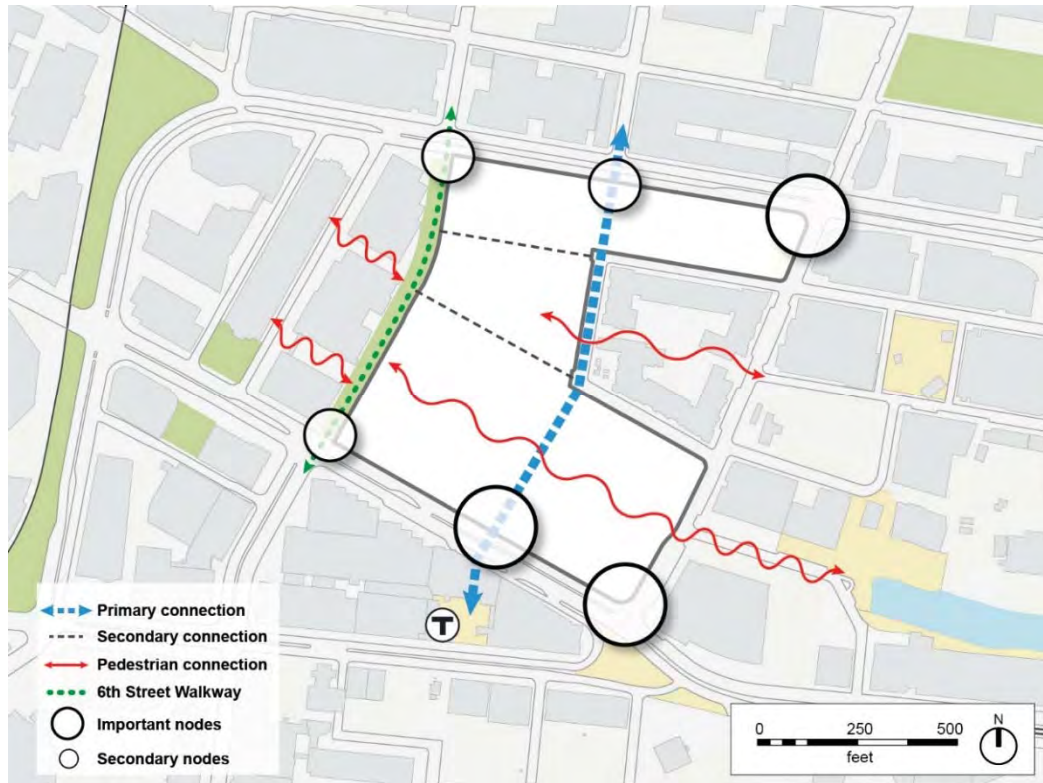 T
Primary connection
Secondary connection
Pedestrian connection
6th Street Walkway
Important nodes
Secondary nodes
0 250 500
feet
N